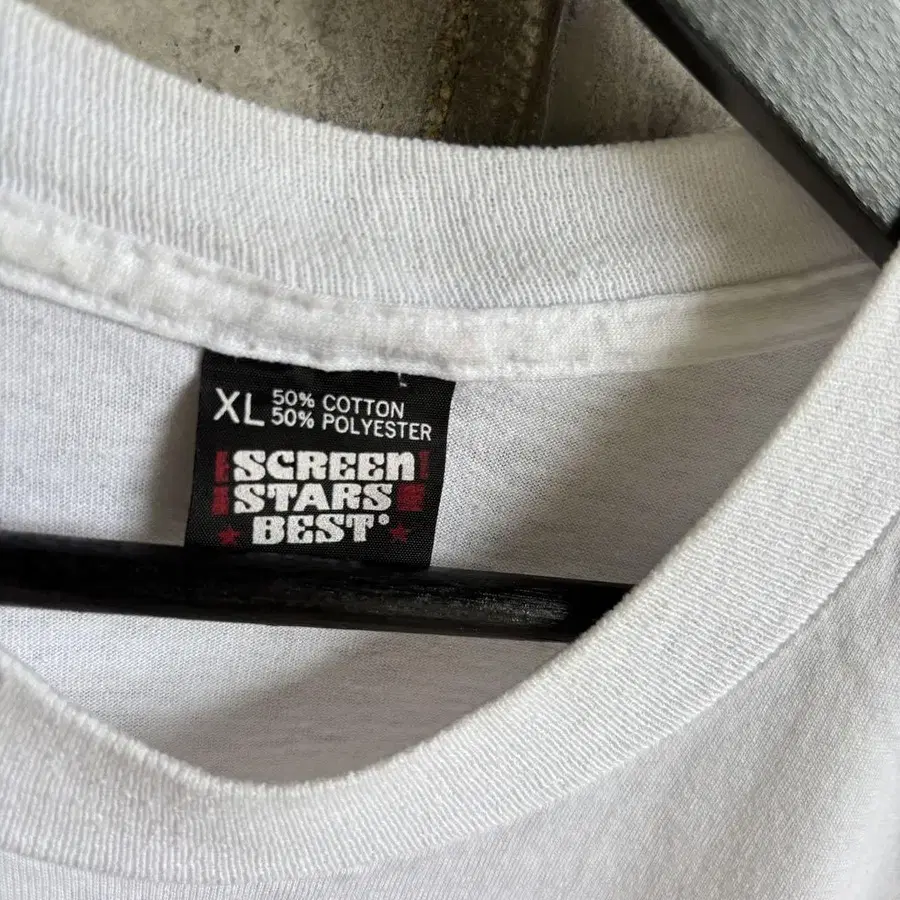 XL 50% COTTON
50% POLYESTER
SCREEN
STARS
BEST®